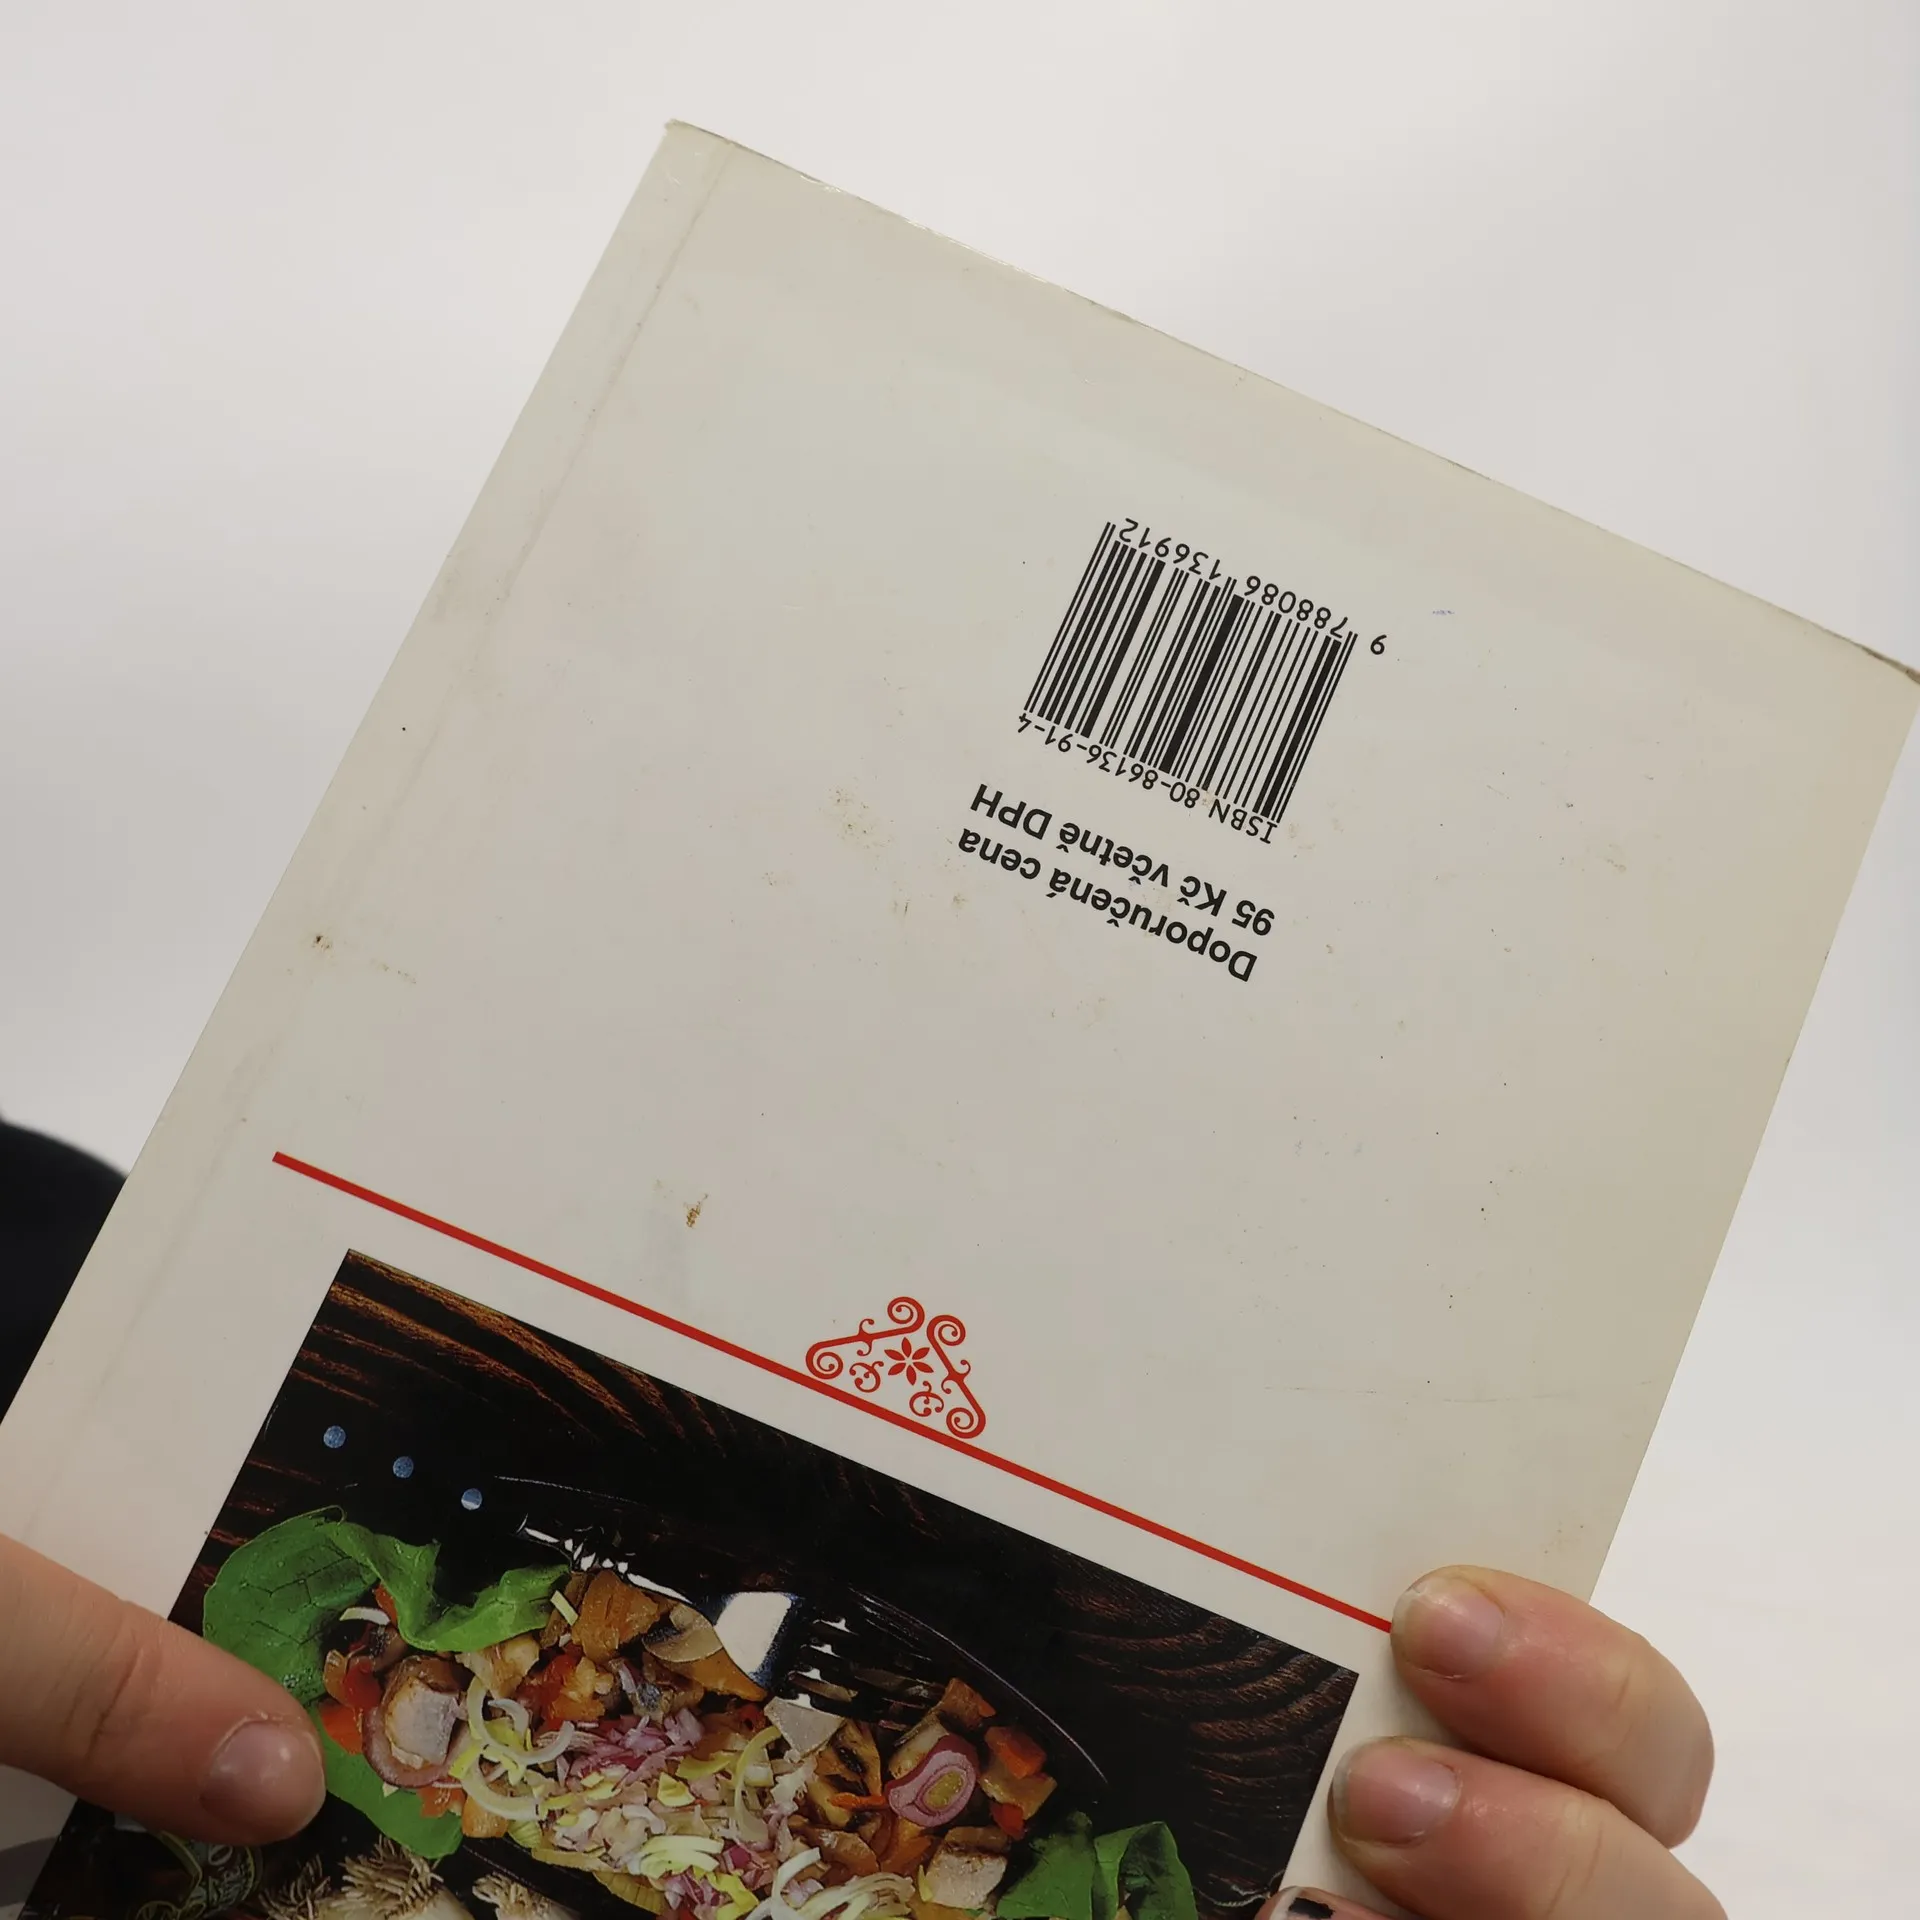 Doporučená cena
95 Kč včetně DPH
ISBN 80-86136-91-4
9 788086 136912